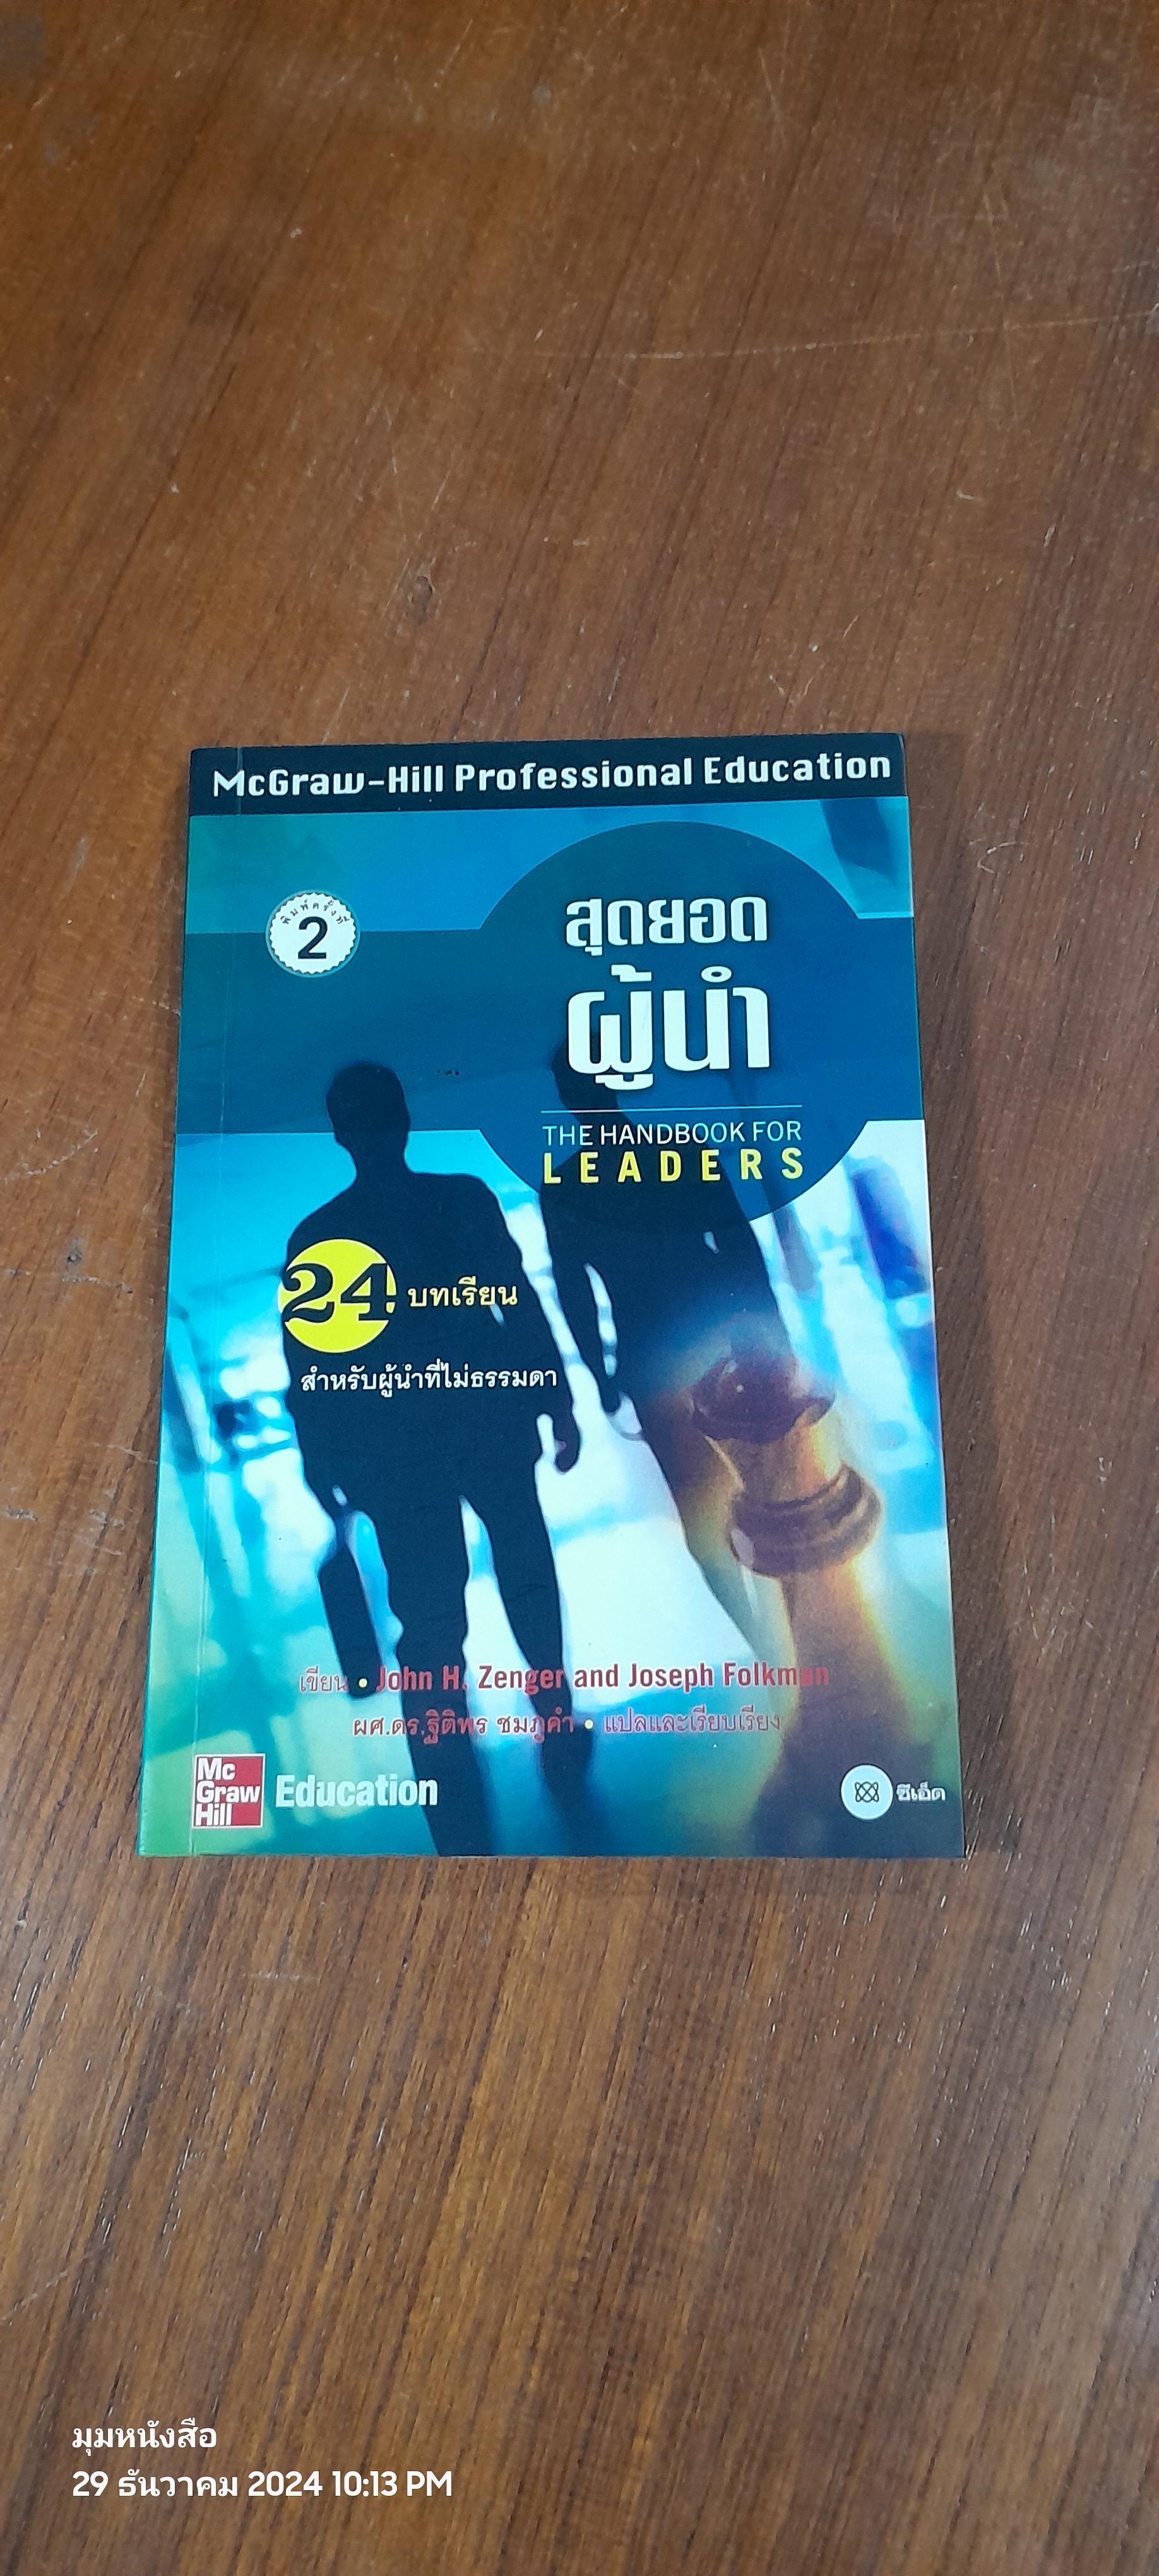 McGraw-Hill Professional Education
พิมพ์ครั้งที่
2
สุดยอด
ผู้นำ
THE HANDBOOK FOR
LEADERS
24 บทเรียน
สำหรับผู้นำที่ไม่ธรรมดา
เขียน • John H. Zenger and Joseph Folkman
ผศ.ดร.ฐิติพร ชมภูคำ • แปลและเรียบเรียง
Mc
Graw
Hill
Education
ซีเอ็ด
มุมหนังสือ
29 ธันวาคม 2024 10:13 PM